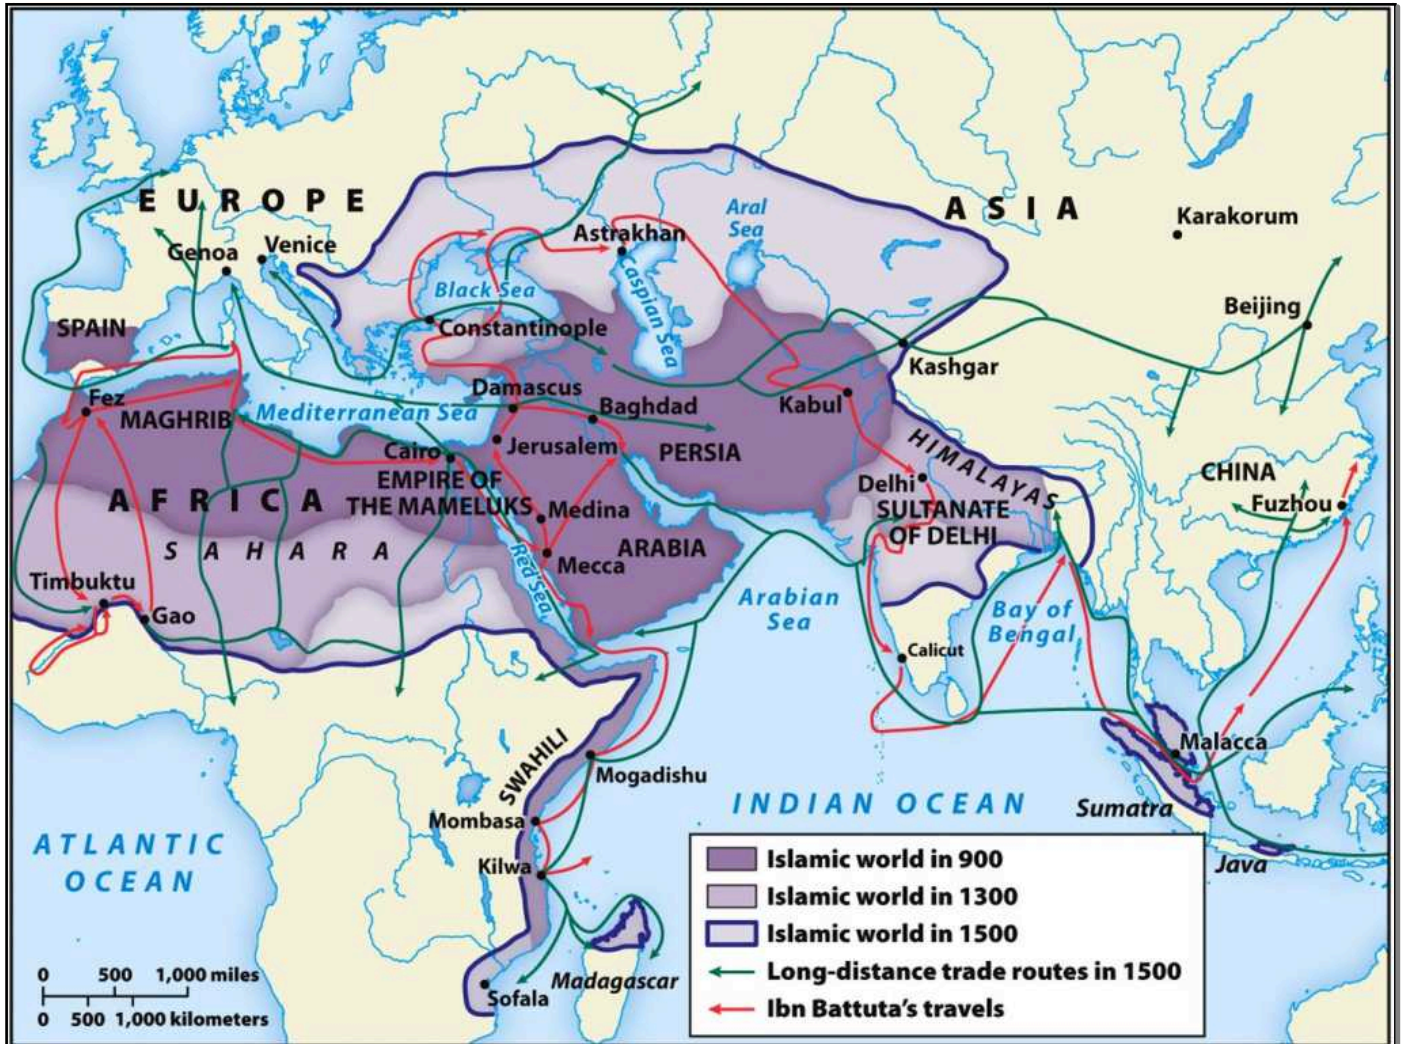 EUROPE
ASIA
Aral
Sea
Karakorum
Astrakhan
Genoa
Venice
Caspian Sea
Black Sea
Beijing
SPAIN
Constantinople
Kashgar
Damascus
Fez
MAGHRIB
Mediterranean Sea
Baghdad
Kabul
Cairo
Jerusalem
PERSIA
HIMALAYAS
EMPIRE OF
THE MAMELUKS
CHINA
Delhi
SULTANATE
OF DELHI
Fuzhou
AFRICA
Medina
SAHARA
ARABIA
Mecca
Red Sea
Timbuktu
Gao
Arabian
Sea
Bay of
Bengal
Calicut
SWAHILI
Mogadishu
Malacca
INDIAN OCEAN
Sumatra
Mombasa
ATLANTIC
OCEAN
Kilwa
Java
Madagascar
Sofala
Islamic world in 900
Islamic world in 1300
Islamic world in 1500
Long-distance trade routes in 1500
Ibn Battuta's travels
0 500 1,000 miles
0 500 1,000 kilometers